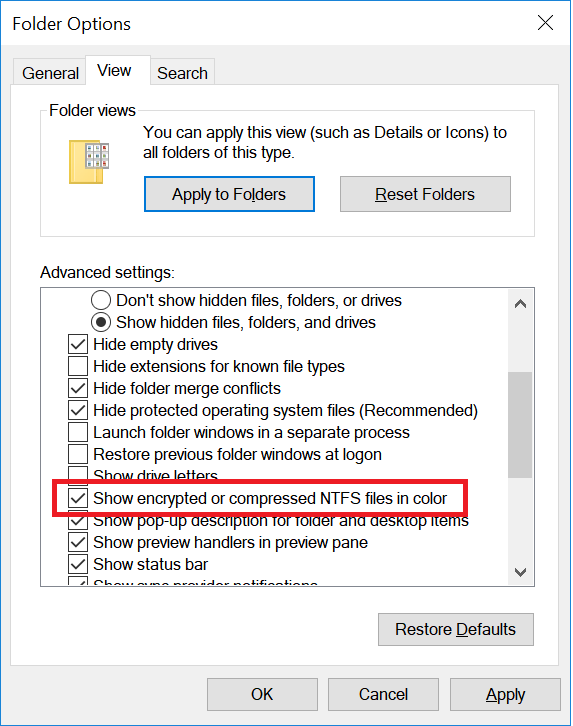 Folder Options
General
View
Search
Folder views
You can apply this view (such as Details or Icons) to
all folders of this type.
Apply to Folders
Reset Folders
Advanced settings:
Don't show hidden files, folders, or drives
Show hidden files, folders, and drives
Hide empty drives
Hide extensions for known file types
Hide folder merge conflicts
Hide protected operating system files (Recommended)
Launch folder windows in a separate process
Restore previous folder windows at logon
Show drive letters
Show encrypted or compressed NTFS files in color
Show pop-up description for folder and desktop items
Show preview handlers in preview pane
Show status bar
Show sync provider notifications
Restore Defaults
OK
Cancel
Apply